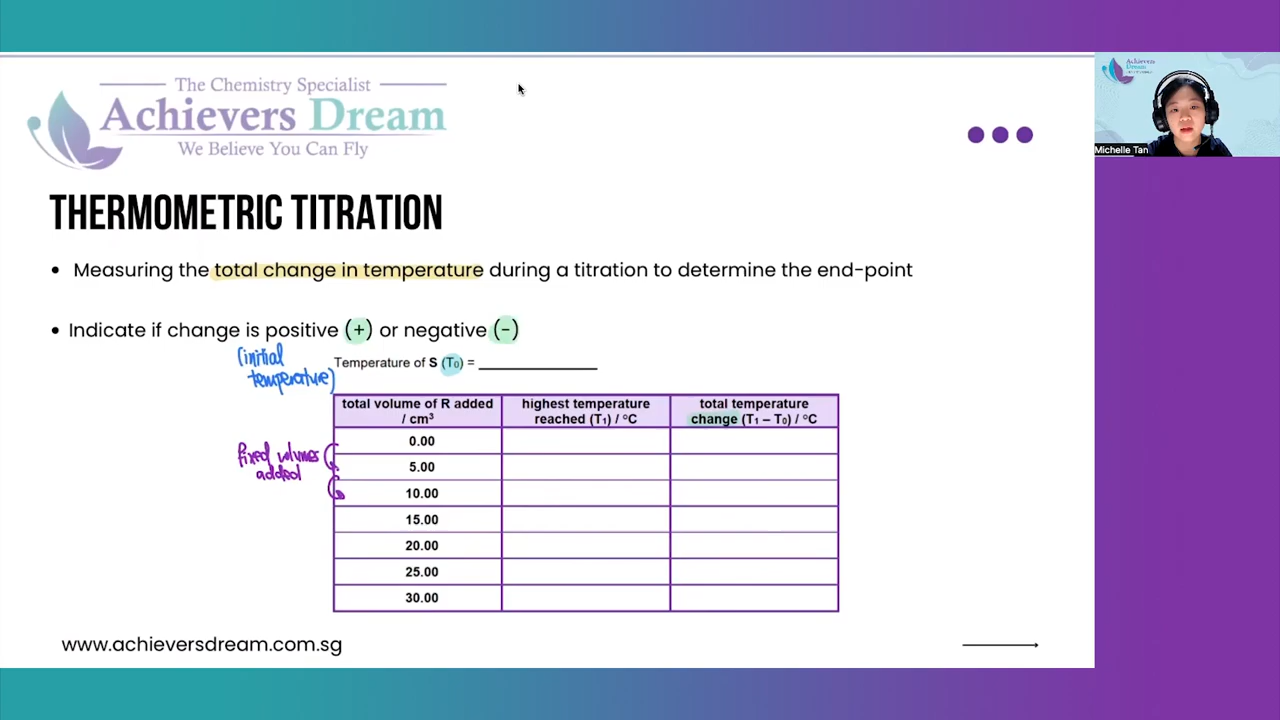 The Chemistry Specialist
Achievers Dream
We Believe You Can Fly
Achievers
Dream
Michelle Tan
THERMOMETRIC TITRATION
• Measuring the total change in temperature during a titration to determine the end-point
• Indicate if change is positive (+) or negative (-)
(initial
temperature)
Temperature of S (T₀) = ____________
total volume of R added / cm³ highest temperature reached (T₁) / °C total temperature change (T₁ – T₀) / °C
fixed volumes
added
0.00
5.00
10.00
15.00
20.00
25.00
30.00
www.achieversdream.com.sg